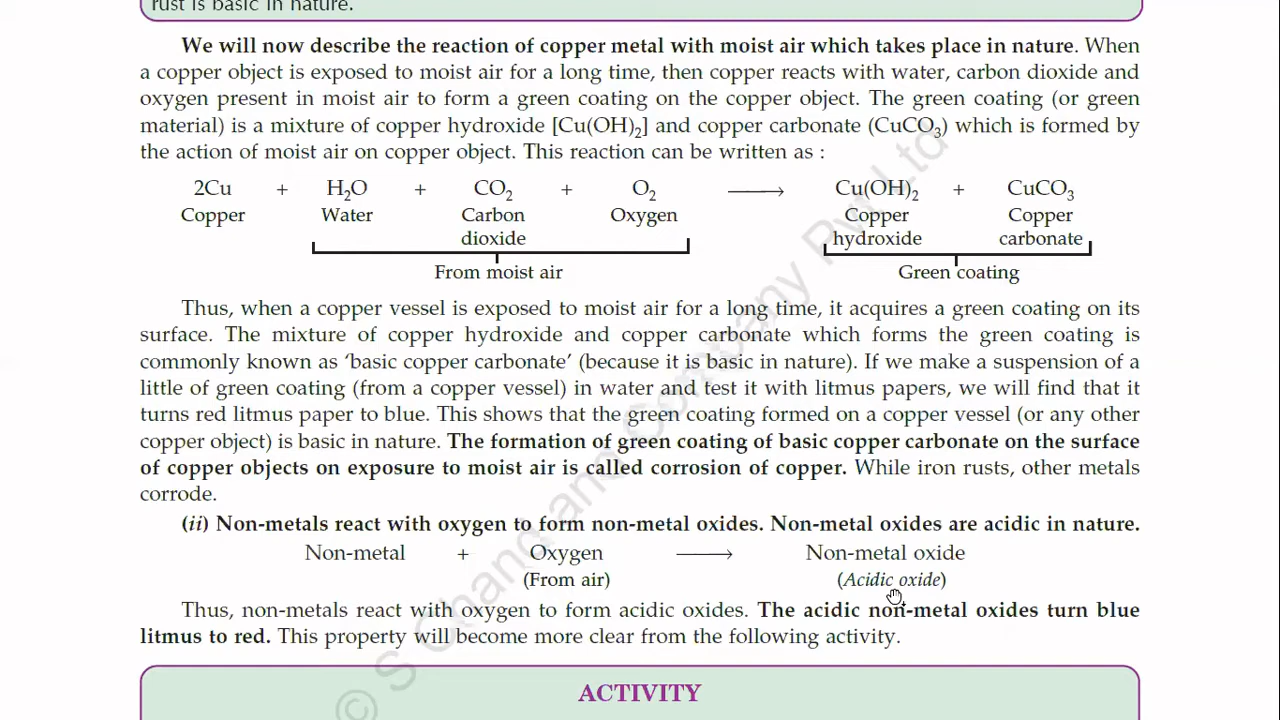 rust is basic in nature.
We will now describe the reaction of copper metal with moist air which takes place in nature. When
a copper object is exposed to moist air for a long time, then copper reacts with water, carbon dioxide and
oxygen present in moist air to form a green coating on the copper object. The green coating (or green
material) is a mixture of copper hydroxide [Cu(OH)₂] and copper carbonate (CuCO₃) which is formed by
the action of moist air on copper object. This reaction can be written as :
2Cu + H₂O + CO₂ + O₂ ⟶ Cu(OH)₂ + CuCO₃
Copper Water Carbon Oxygen Copper Copper
dioxide hydroxide carbonate
From moist air Green coating
Thus, when a copper vessel is exposed to moist air for a long time, it acquires a green coating on its
surface. The mixture of copper hydroxide and copper carbonate which forms the green coating is
commonly known as ‘basic copper carbonate’ (because it is basic in nature). If we make a suspension of a
little of green coating (from a copper vessel) in water and test it with litmus papers, we will find that it
turns red litmus paper to blue. This shows that the green coating formed on a copper vessel (or any other
copper object) is basic in nature. The formation of green coating of basic copper carbonate on the surface
of copper objects on exposure to moist air is called corrosion of copper. While iron rusts, other metals
corrode.
(ii) Non-metals react with oxygen to form non-metal oxides. Non-metal oxides are acidic in nature.
Non-metal + Oxygen ⟶ Non-metal oxide
(From air) (Acidic oxide)
Thus, non-metals react with oxygen to form acidic oxides. The acidic non-metal oxides turn blue
litmus to red. This property will become more clear from the following activity.
ACTIVITY
© S Chand and Company Pvt Ltd